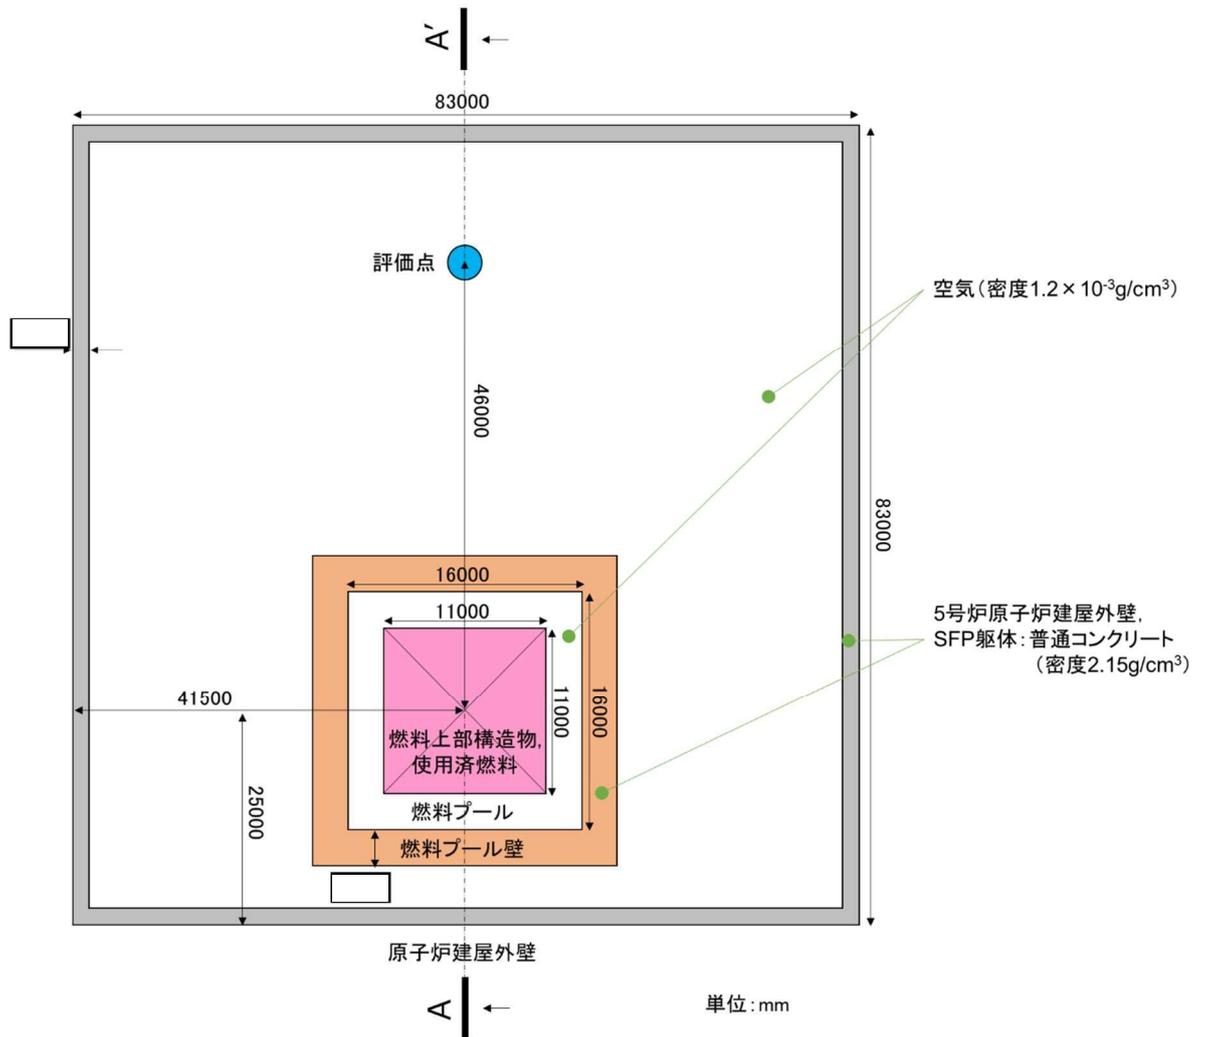 A′
83000
評価点
空気（密度1.2×10-3g/cm3）
46000
83000
16000
11000
5号炉原子炉建屋外壁，
SFP躯体：普通コンクリート
（密度2.15g/cm3）
41500
11000
16000
燃料上部構造物，
使用済燃料
25000
燃料プール
燃料プール壁
原子炉建屋外壁
A
単位：mm